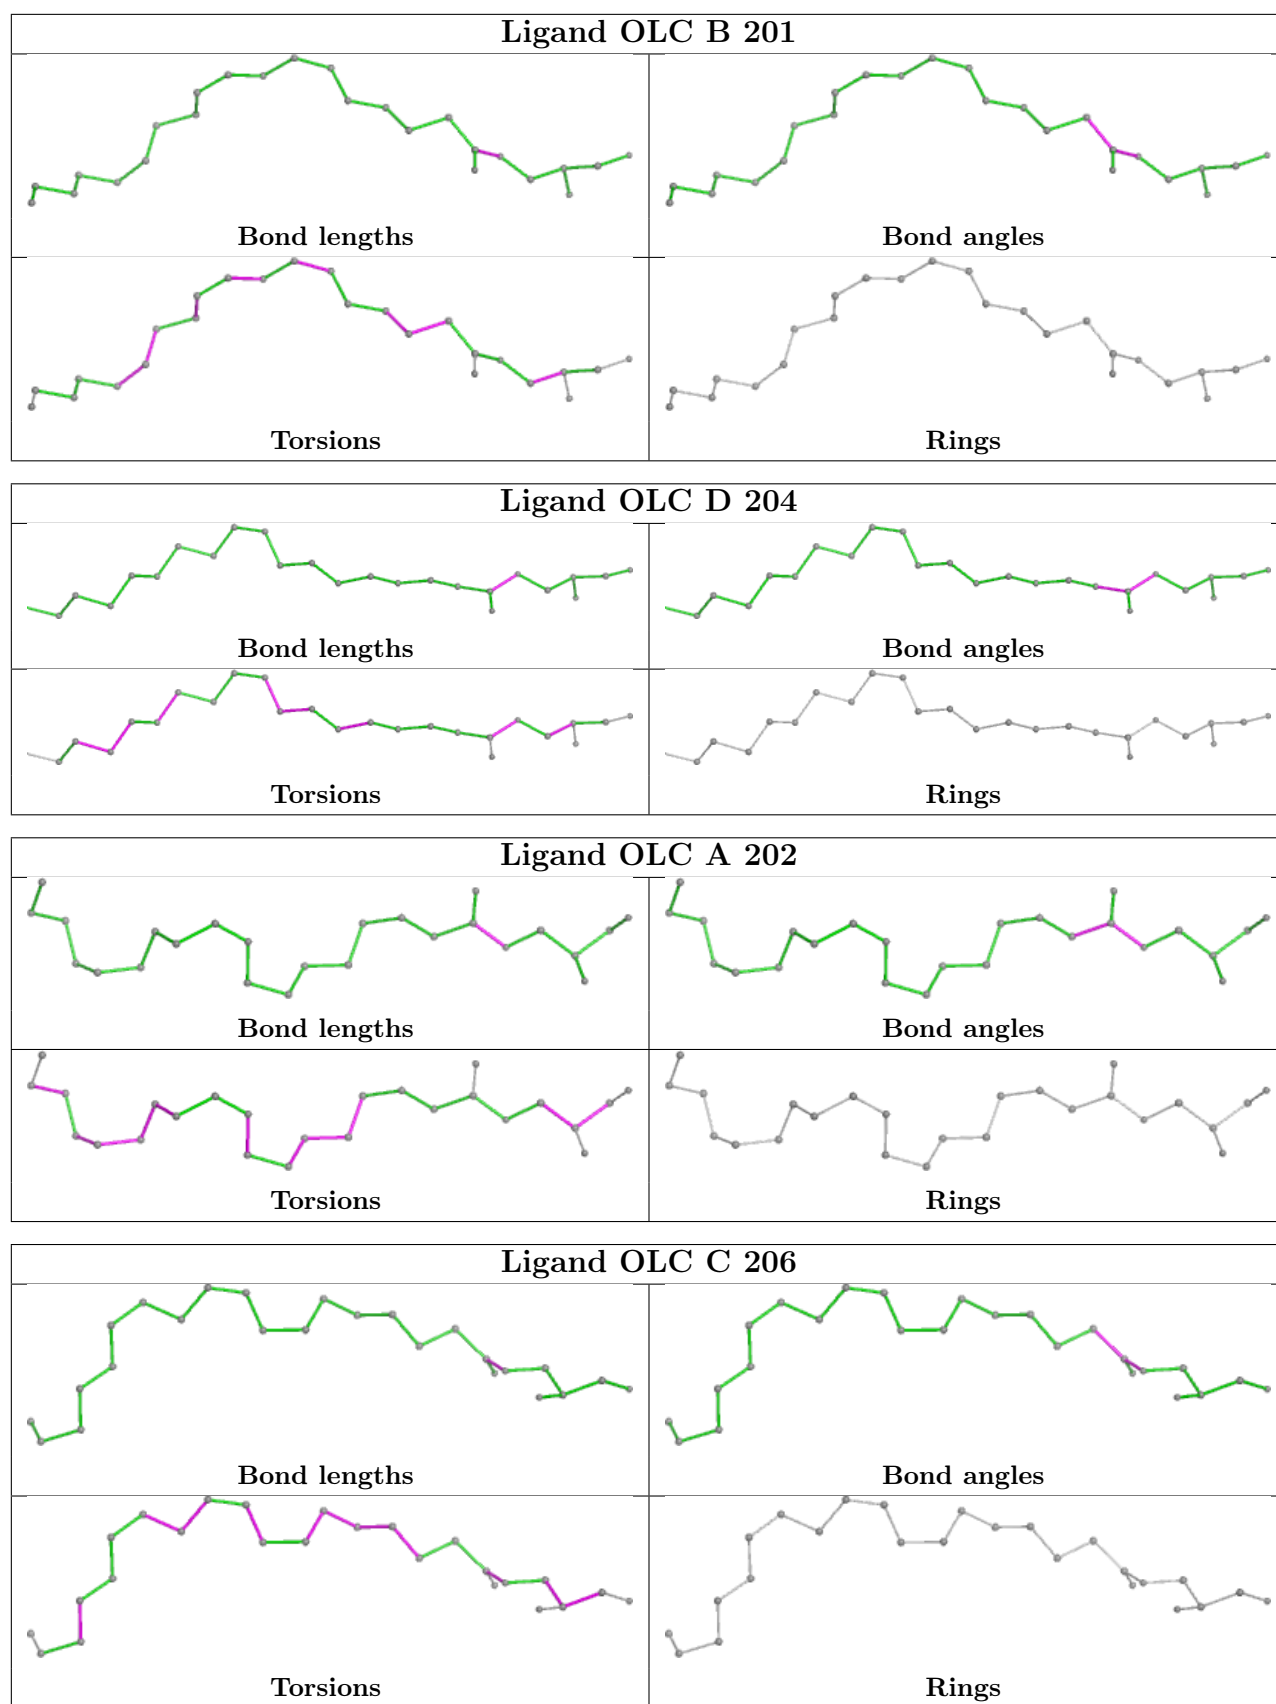 Ligand OLC B 201
Bond lengths
Bond angles
Torsions
Rings
Ligand OLC D 204
Bond lengths
Bond angles
Torsions
Rings
Ligand OLC A 202
Bond lengths
Bond angles
Torsions
Rings
Ligand OLC C 206
Bond lengths
Bond angles
Torsions
Rings